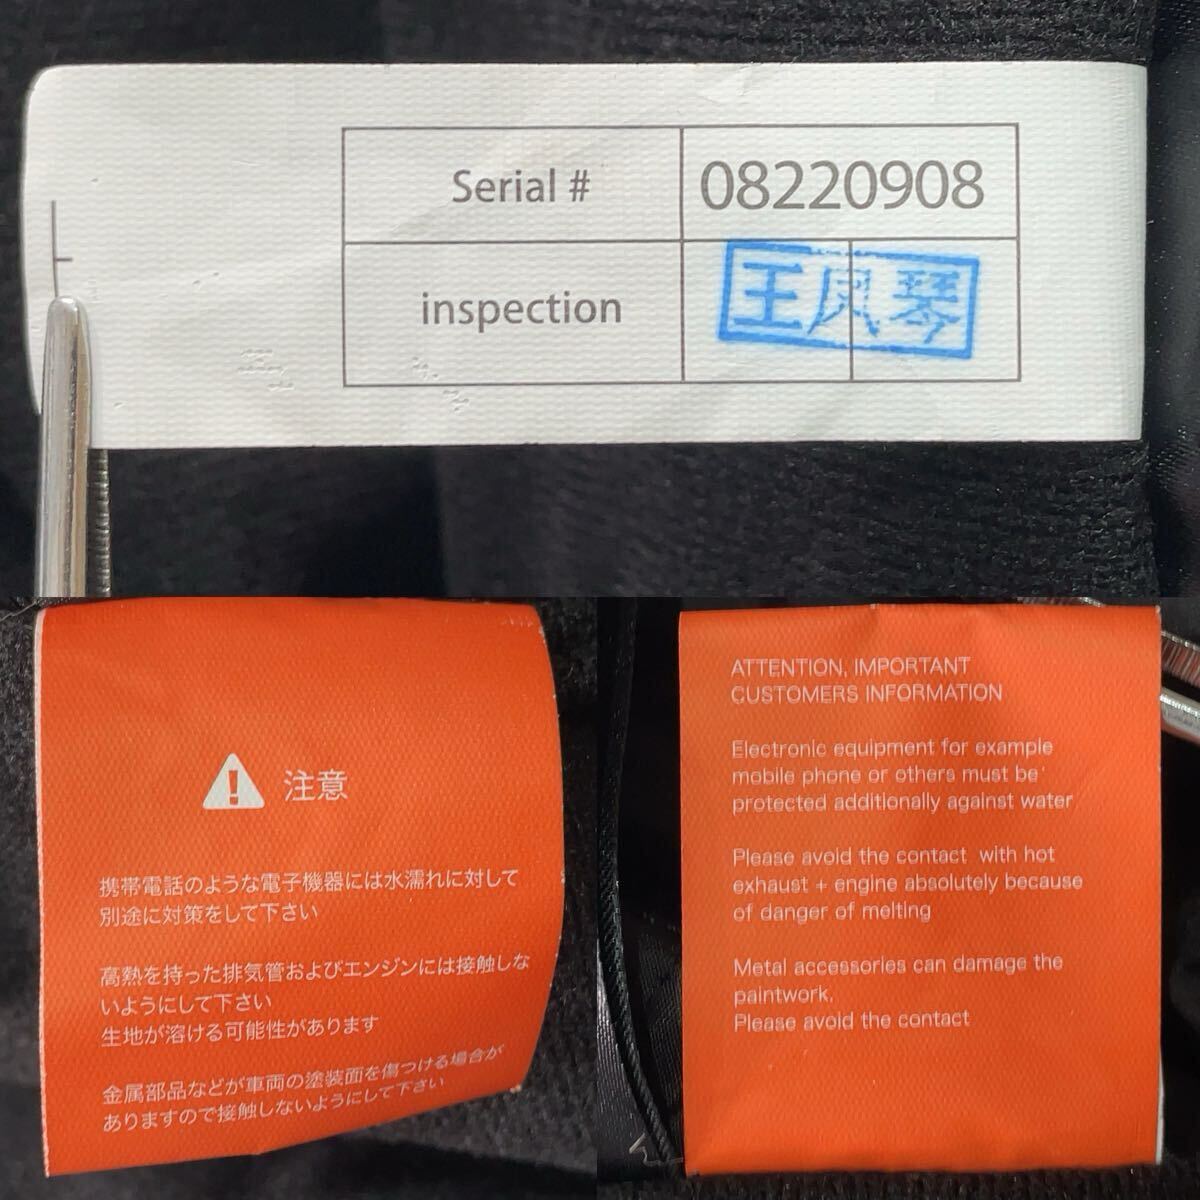 Serial # 08220908
inspection 王凤琴
注意
携帯電話のような電子機器には水濡れに対して
別途に対策をして下さい
高熱を持った排気管およびエンジンには接触しな
いようにして下さい
生地が溶ける可能性があります
金属部品などが車両の塗装面を傷つける場合が
ありますので接触しないようにして下さい
ATTENTION, IMPORTANT
CUSTOMERS INFORMATION
Electronic equipment for example
mobile phone or others must be
protected additionally against water
Please avoid the contact with hot
exhaust + engine absolutely because
of danger of melting
Metal accessories can damage the
paintwork.
Please avoid the contact